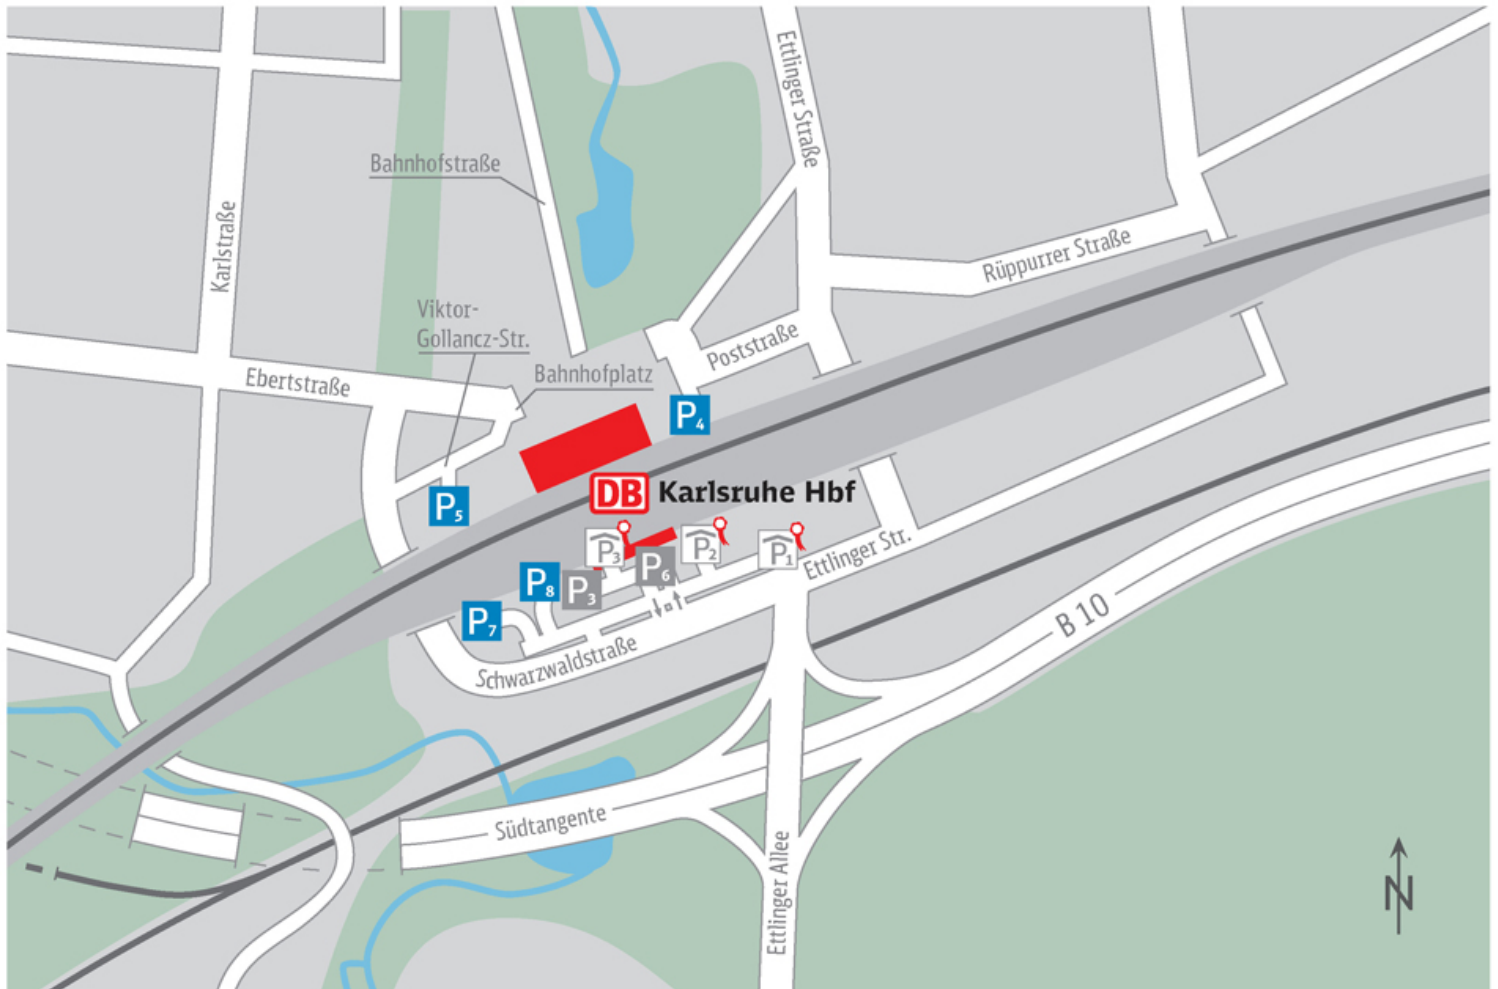 Ettlinger Straße
Bahnhofstraße
Karlstraße
Rüppurrer Straße
Viktor-
Gollancz-Str.
Poststraße
Bahnhofplatz
Ebertstraße
P4
DB Karlsruhe Hbf
P5
P3
P2
P1
Ettlinger Str.
P6
P8
P3
P7
B 10
Schwarzwaldstraße
Südtangente
Ettlinger Allee
N